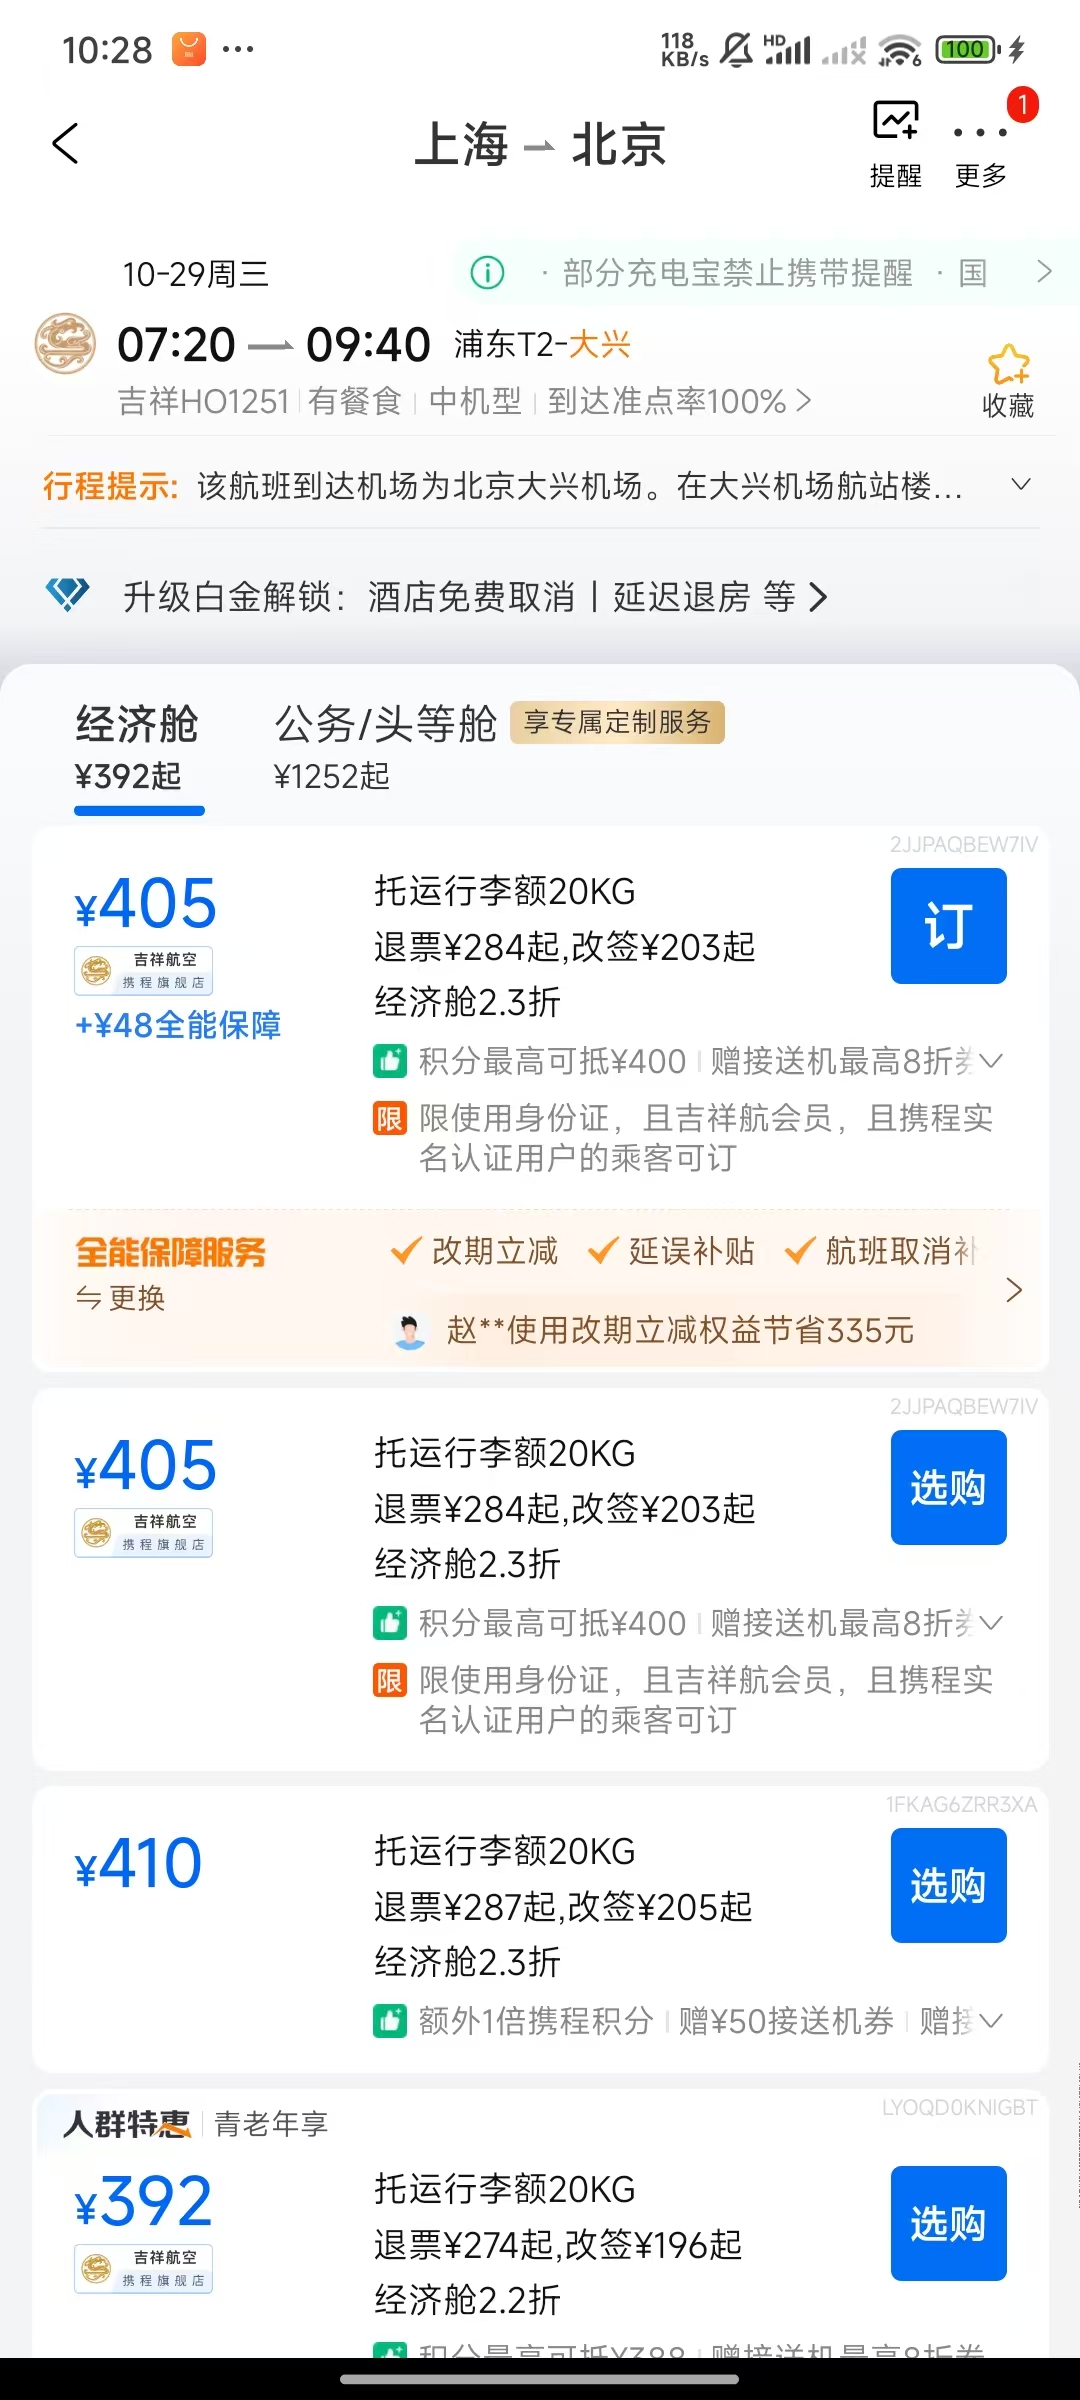 10:28
118 KB/s
HD
6
100
上海
北京
提醒
1
更多
10-29周三
· 部分充电宝禁止携带提醒 · 国
07:20
09:40
浦东T2-大兴
吉祥HO1251
有餐食
中机型
到达准点率100%
收藏
行程提示:
该航班到达机场为北京大兴机场。在大兴机场航站楼...
升级白金解锁：酒店免费取消 | 延迟退房 等
经济舱
¥392起
公务/头等舱
享专属定制服务
¥1252起
2JJPAQBEW7IV
¥405
吉祥航空
携程旗舰店
+¥48全能保障
托运行李额20KG
退票¥284起,改签¥203起
经济舱2.3折
积分最高可抵¥400
赠接送机最高8折券
限
限使用身份证，且吉祥航会员，且携程实
名认证用户的乘客可订
订
全能保障服务
更换
改期立减
延误补贴
航班取消补
赵**使用改期立减权益节省335元
2JJPAQBEW7IV
¥405
吉祥航空
携程旗舰店
托运行李额20KG
退票¥284起,改签¥203起
经济舱2.3折
积分最高可抵¥400
赠接送机最高8折券
限
限使用身份证，且吉祥航会员，且携程实
名认证用户的乘客可订
选购
1FKAG6ZRR3XA
¥410
托运行李额20KG
退票¥287起,改签¥205起
经济舱2.3折
额外1倍携程积分
赠¥50接送机券
赠接
选购
LYOQD0KNIGBT
人群特惠
青老年享
¥392
吉祥航空
携程旗舰店
托运行李额20KG
退票¥274起,改签¥196起
经济舱2.2折
积分最高可抵¥388
赠接送机最高8折券
选购